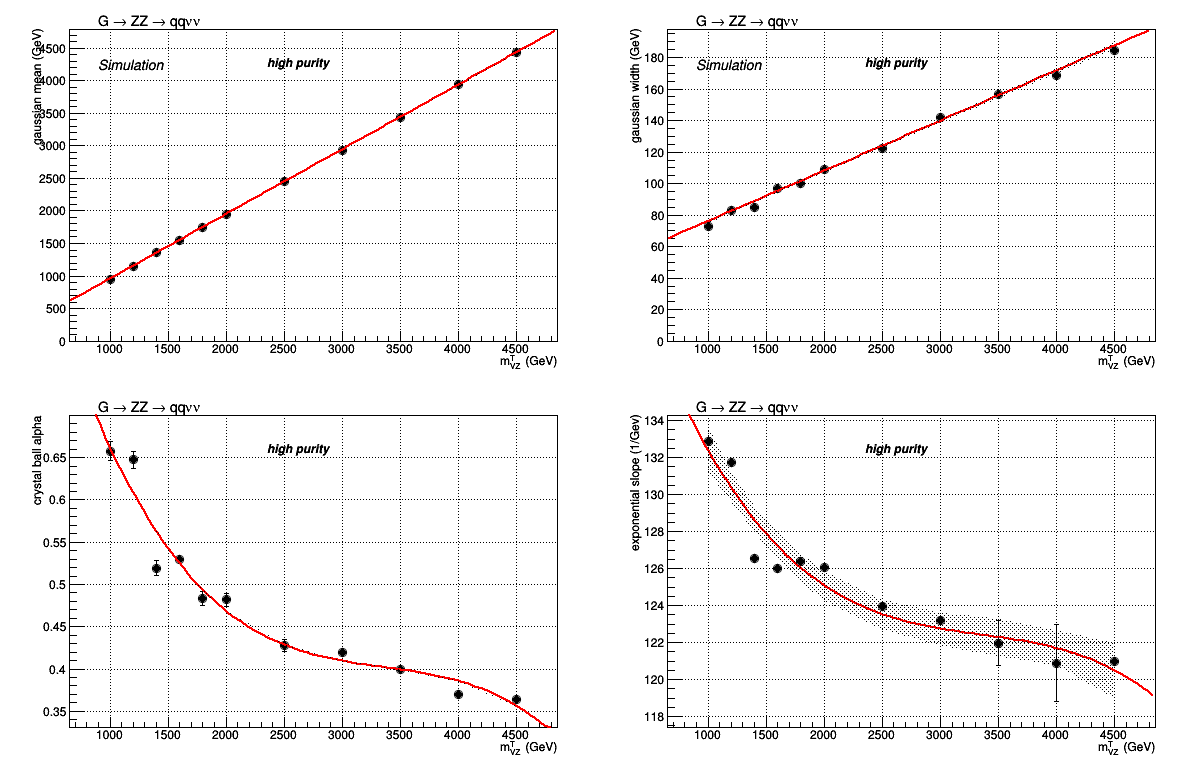 G → ZZ → qqνν
gaussian mean (GeV)
Simulation
high purity
4500
4000
3500
3000
2500
2000
1500
1000
500
0
1000 1500 2000 2500 3000 3500 4000 4500
m^T_VZ (GeV)
G → ZZ → qqνν
gaussian width (GeV)
Simulation
high purity
180
160
140
120
100
80
60
40
20
0
1000 1500 2000 2500 3000 3500 4000 4500
m^T_VZ (GeV)
G → ZZ → qqνν
crystal ball alpha
high purity
0.65
0.6
0.55
0.5
0.45
0.4
0.35
1000 1500 2000 2500 3000 3500 4000 4500
m^T_VZ (GeV)
G → ZZ → qqνν
exponential slope (1/Gev)
high purity
134
132
130
128
126
124
122
120
118
1000 1500 2000 2500 3000 3500 4000 4500
m^T_VZ (GeV)